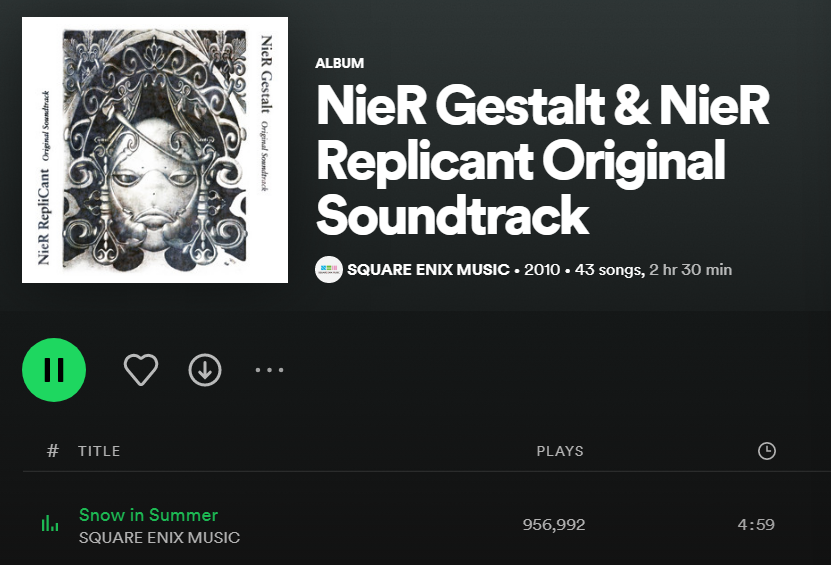 NieR RepliCant Original Soundtrack
NieR Gestalt Original Soundtrack
ALBUM
NieR Gestalt & NieR
Replicant Original
Soundtrack
SQUARE ENIX MUSIC • 2010 • 43 songs, 2 hr 30 min
# TITLE PLAYS
Snow in Summer 956,992 4:59
SQUARE ENIX MUSIC